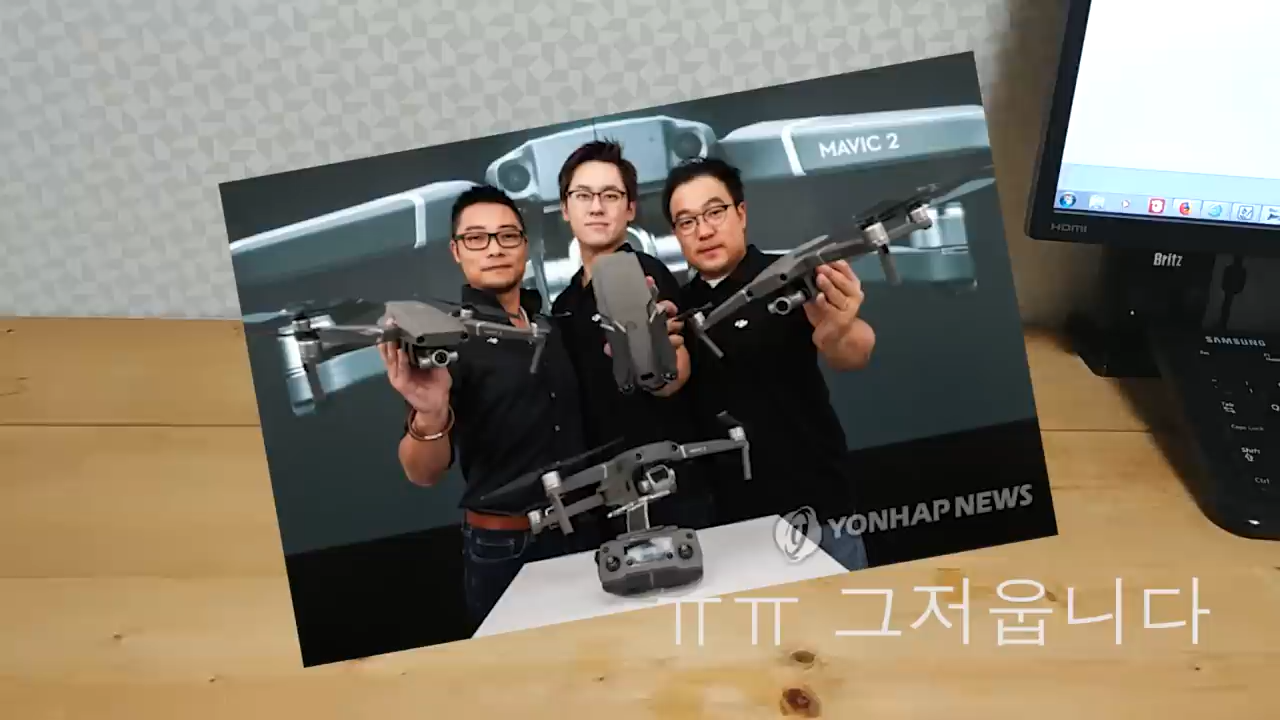 MAVIC 2
HDMI
Britz
SAMSUNG
YONHAP NEWS
ㅠㅠ 그저웁니다